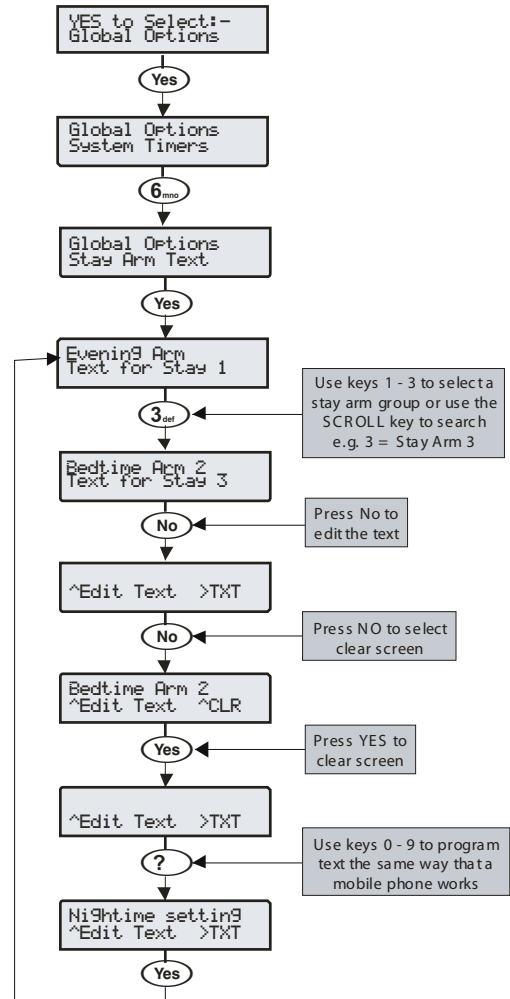 YES to Select:-
Global Options
Yes
Global Options
System Timers
6mno
Global Options
Stay Arm Text
Yes
Evening Arm
Text for Stay 1
Use keys 1 - 3 to select a
stay arm group or use the
SCROLL key to search
e.g. 3 = Stay Arm 3
3def
Bedtime Arm 2
Text for Stay 3
No
Press No to
edit the text
^Edit Text >TXT
No
Press NO to select
clear screen
Bedtime Arm 2
^Edit Text ^CLR
Yes
Press YES to
clear screen
^Edit Text >TXT
?
Use keys 0 - 9 to program
text the same way that a
mobile phone works
Nightime setting
^Edit Text >TXT
Yes